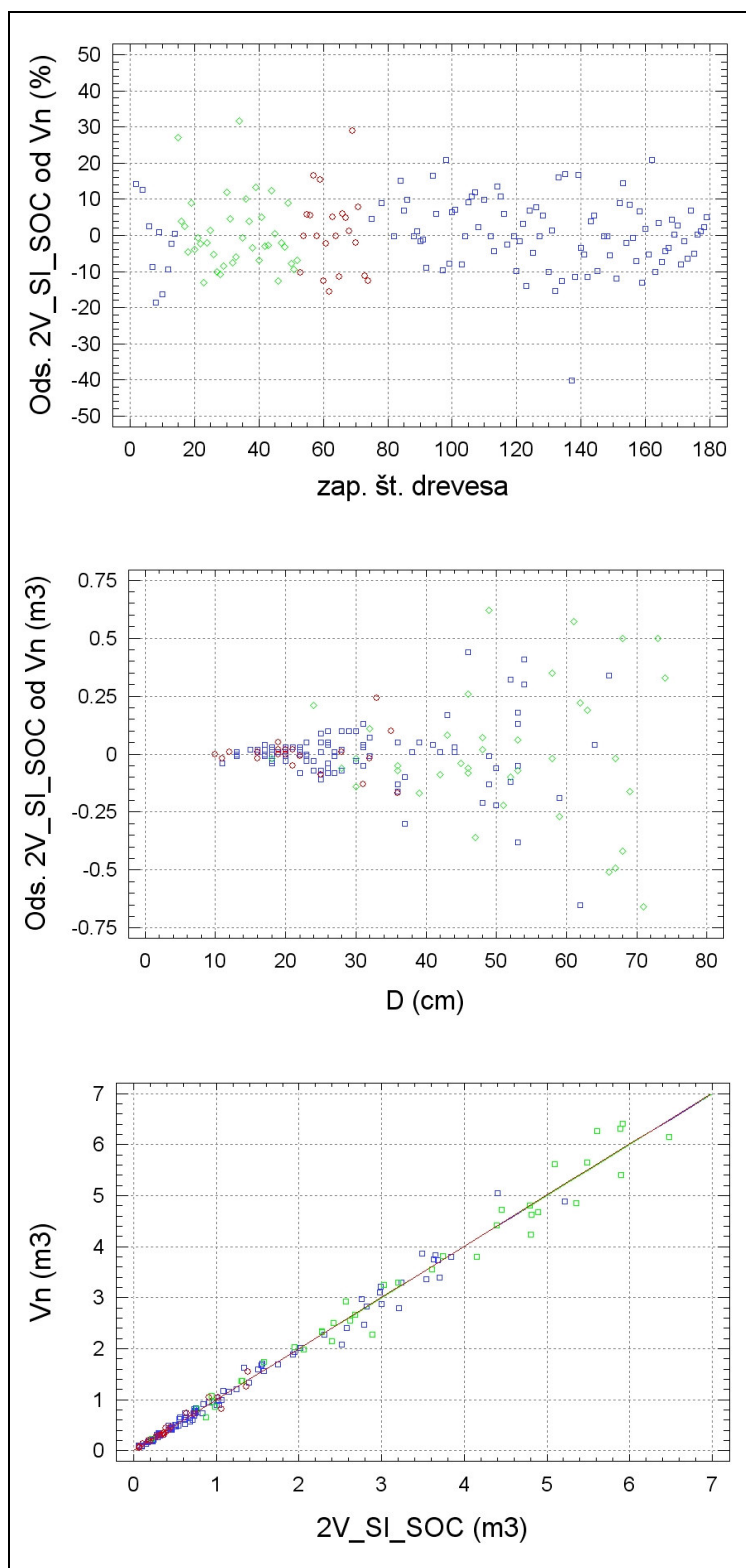 Ods. 2V_SI_SOC od Vn (%)
50
40
30
20
10
0
-10
-20
-30
-40
-50
0 20 40 60 80 100 120 140 160 180
zap. št. drevesa
Ods. 2V_SI_SOC od Vn (m3)
0.75
0.5
0.25
0
-0.25
-0.5
-0.75
0 10 20 30 40 50 60 70 80
D (cm)
Vn (m3)
7
6
5
4
3
2
1
0
0 1 2 3 4 5 6 7
2V_SI_SOC (m3)